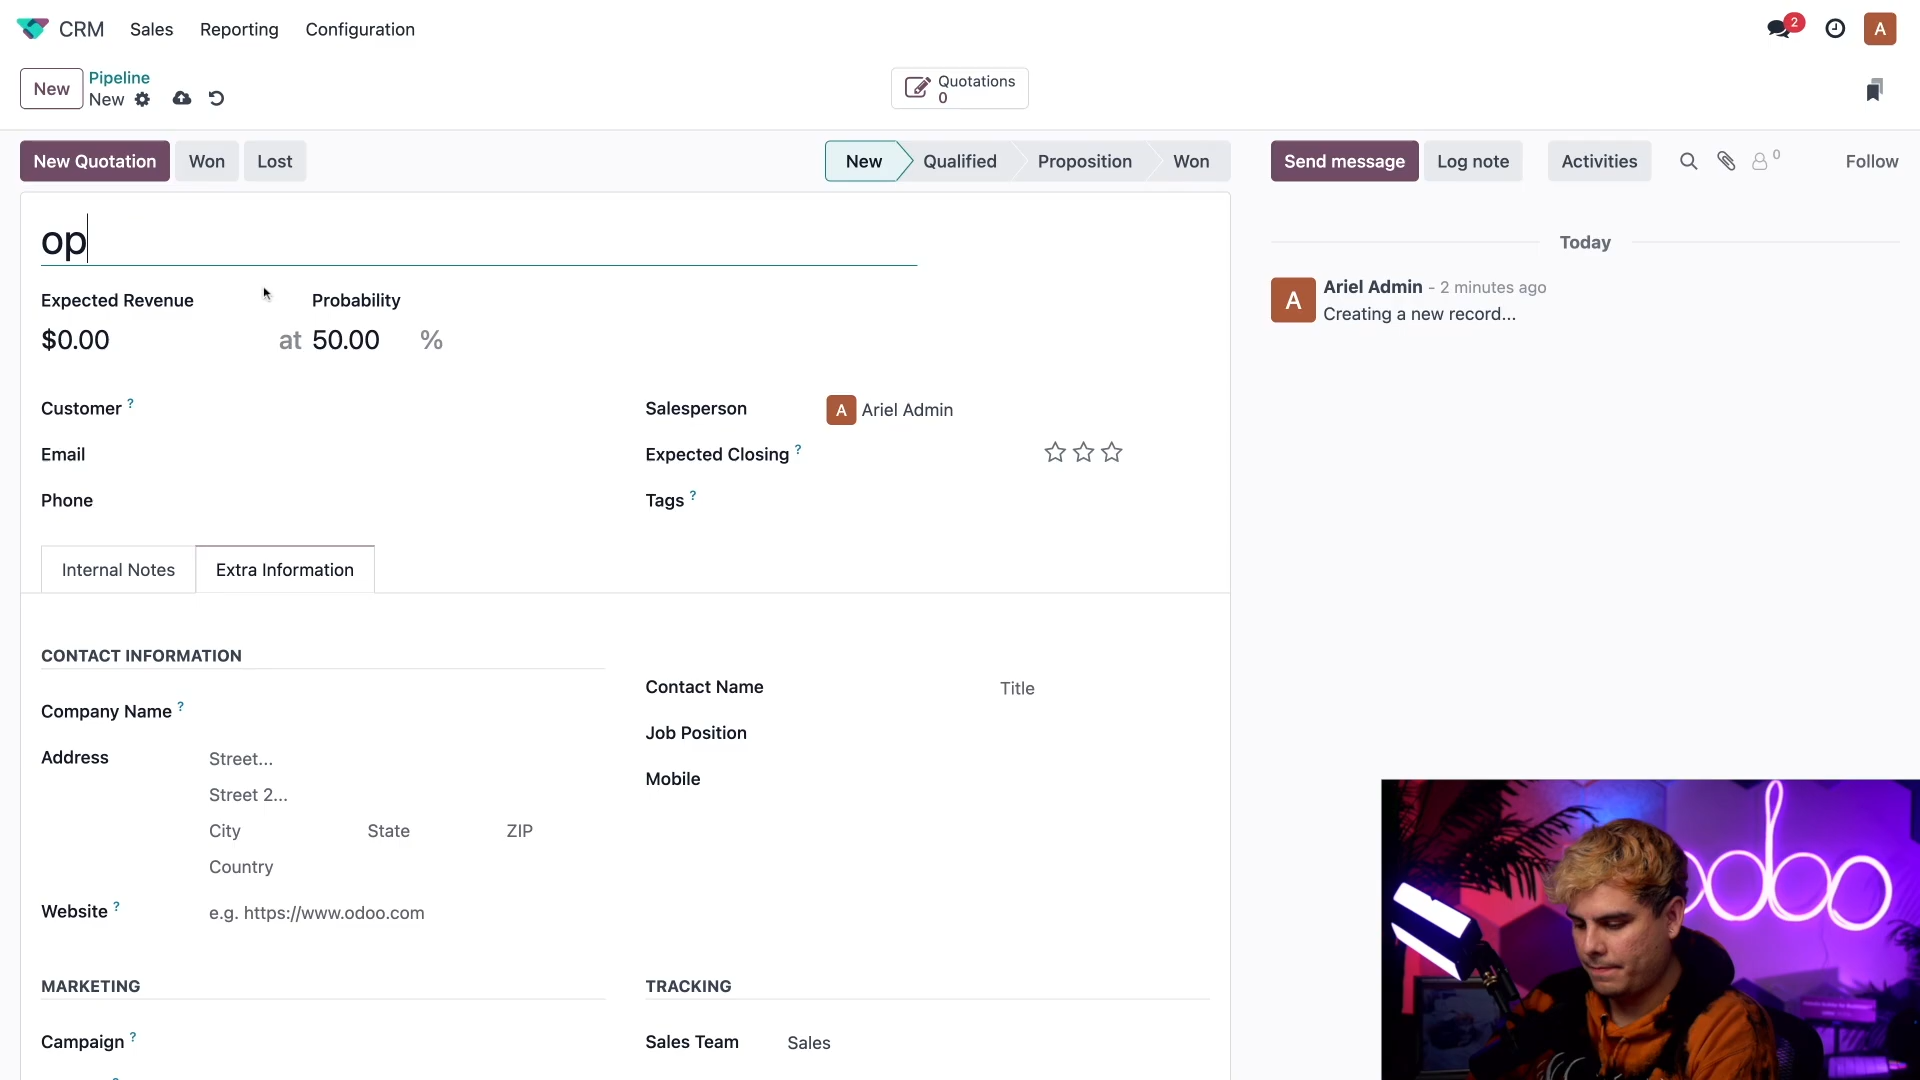 CRM Sales Reporting Configuration 2 A
New Pipeline
New
Quotations
0
New Quotation Won Lost
New Qualified Proposition Won
Send message Log note Activities 0 Follow
op
Today
Expected Revenue Probability
$0.00 at 50.00 %
A Ariel Admin - 2 minutes ago
Creating a new record...
Customer ?
Salesperson A Ariel Admin
Email
Expected Closing ?
Phone
Tags ?
Internal Notes Extra Information
CONTACT INFORMATION
Contact Name Title
Company Name ?
Job Position
Address Street...
Mobile
Street 2...
City State ZIP
Country
Website ? e.g. https://www.odoo.com
odoo
MARKETING
TRACKING
Campaign ?
Sales Team Sales
?